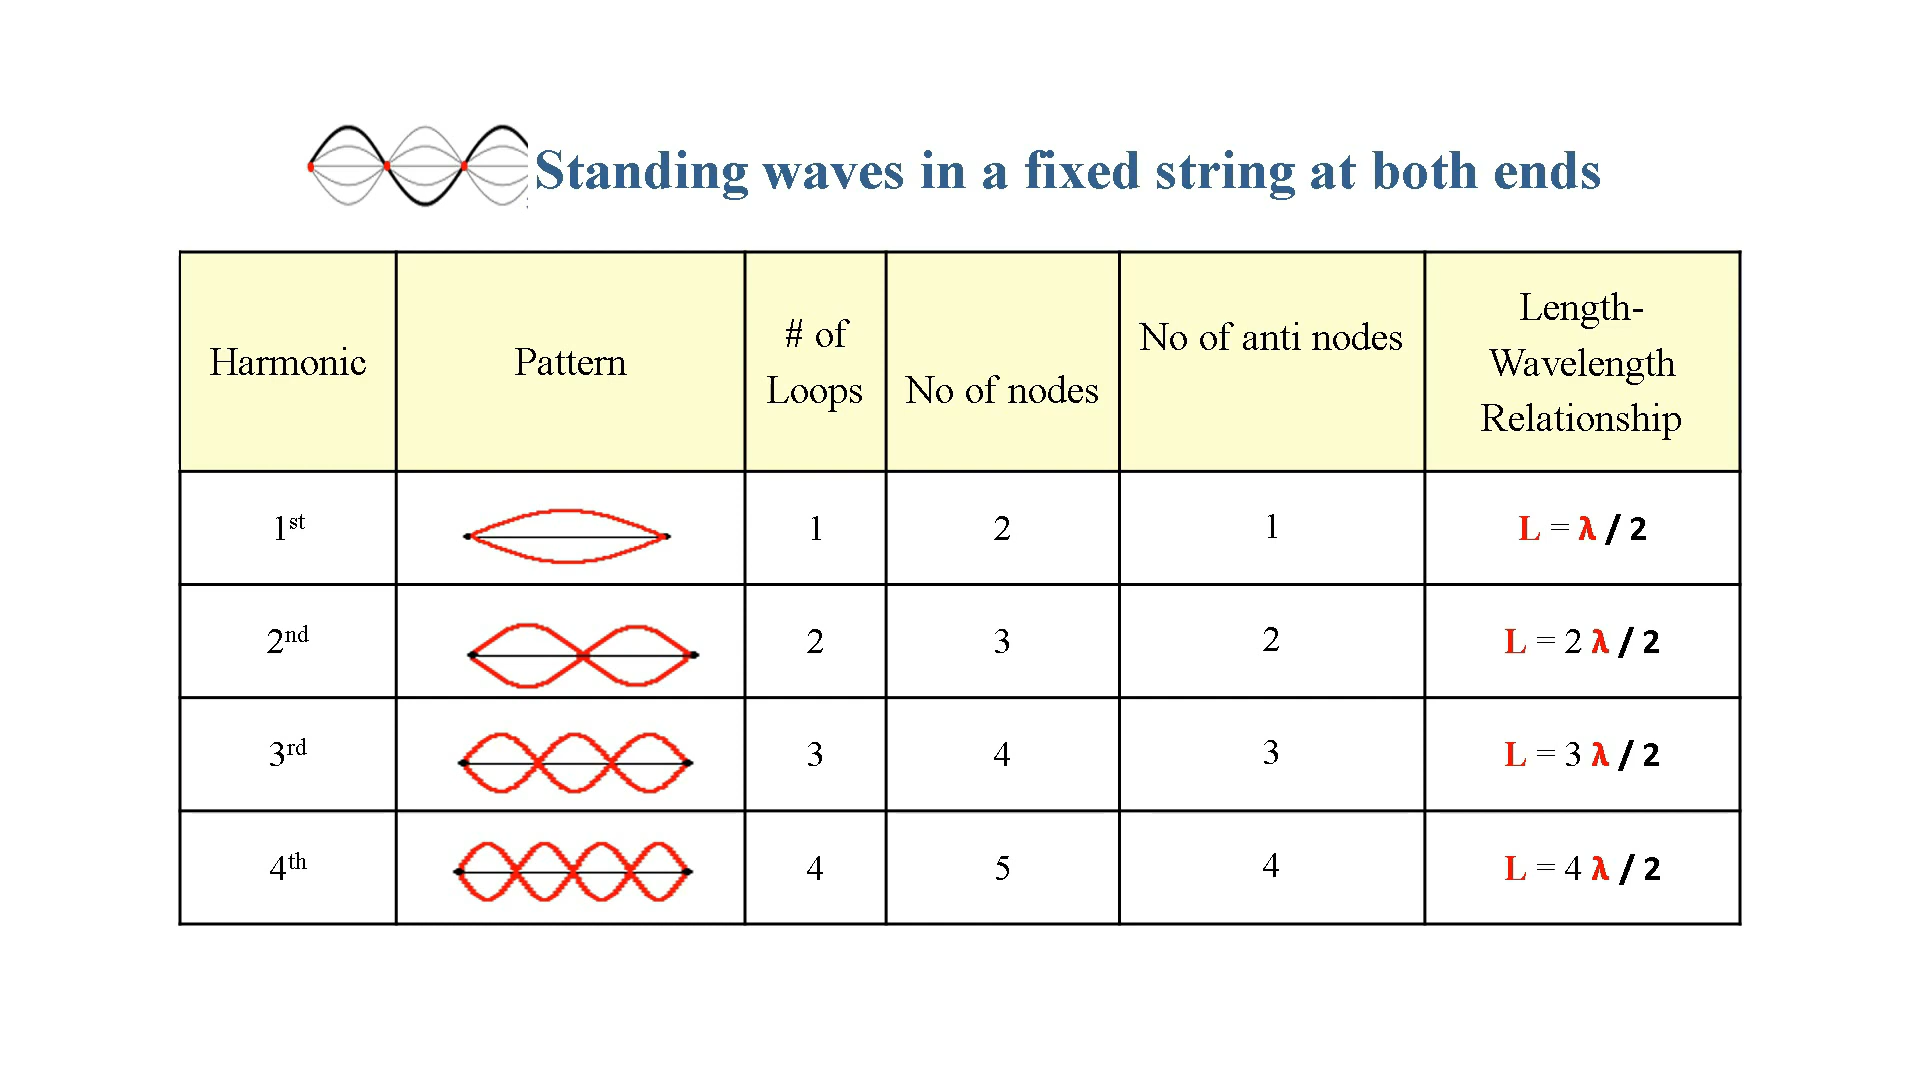 Standing waves in a fixed string at both ends
Harmonic
Pattern
# of
Loops
No of nodes
No of anti nodes
Length-
Wavelength
Relationship
1st
1
2
1
L = λ / 2
2nd
2
3
2
L = 2 λ / 2
3rd
3
4
3
L = 3 λ / 2
4th
4
5
4
L = 4 λ / 2